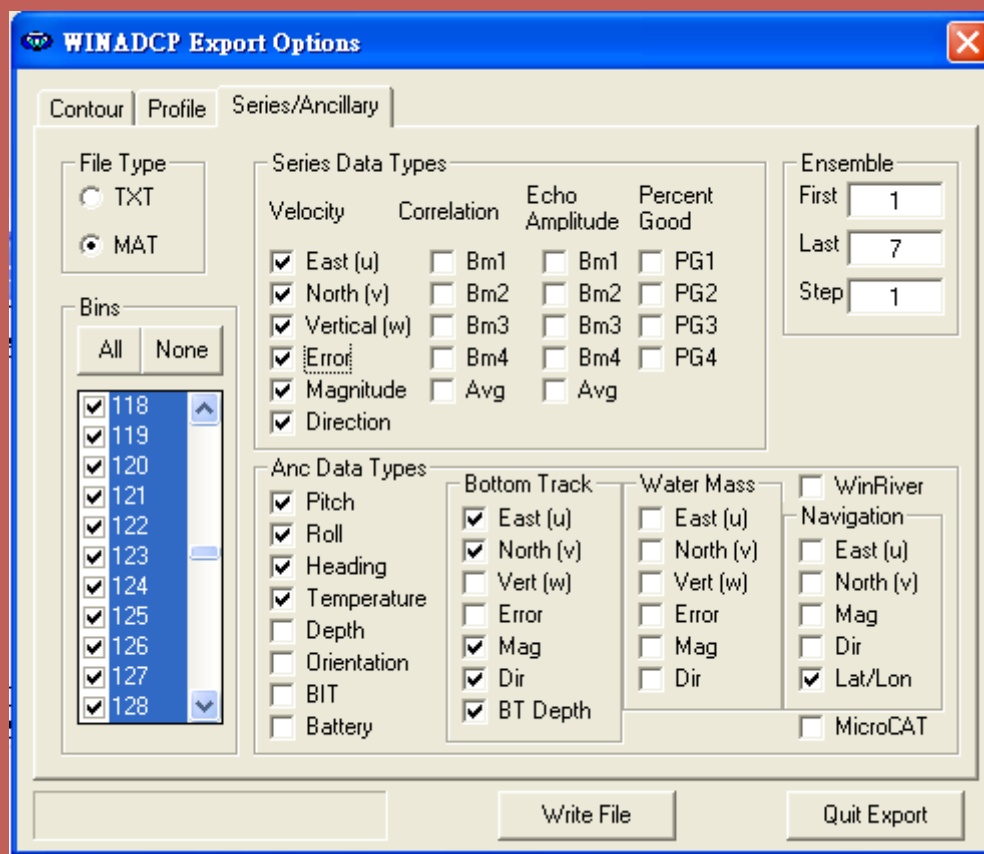 WINADCP Export Options
Contour Profile Series/Ancillary
File Type
TXT
MAT
Bins
All None
118
119
120
121
122
123
124
125
126
127
128
Series Data Types
Velocity Correlation Echo Amplitude Percent Good
East (u) Bm1 Bm1 PG1
North (v) Bm2 Bm2 PG2
Vertical (w) Bm3 Bm3 PG3
Error Bm4 Bm4 PG4
Magnitude Avg Avg
Direction
Ensemble
First 1
Last 7
Step 1
Anc Data Types
Pitch
Roll
Heading
Temperature
Depth
Orientation
BIT
Battery
Bottom Track
East (u)
North (v)
Vert (w)
Error
Mag
Dir
BT Depth
Water Mass
East (u)
North (v)
Vert (w)
Error
Mag
Dir
WinRiver
Navigation
East (u)
North (v)
Mag
Dir
Lat/Lon
MicroCAT
Write File Quit Export